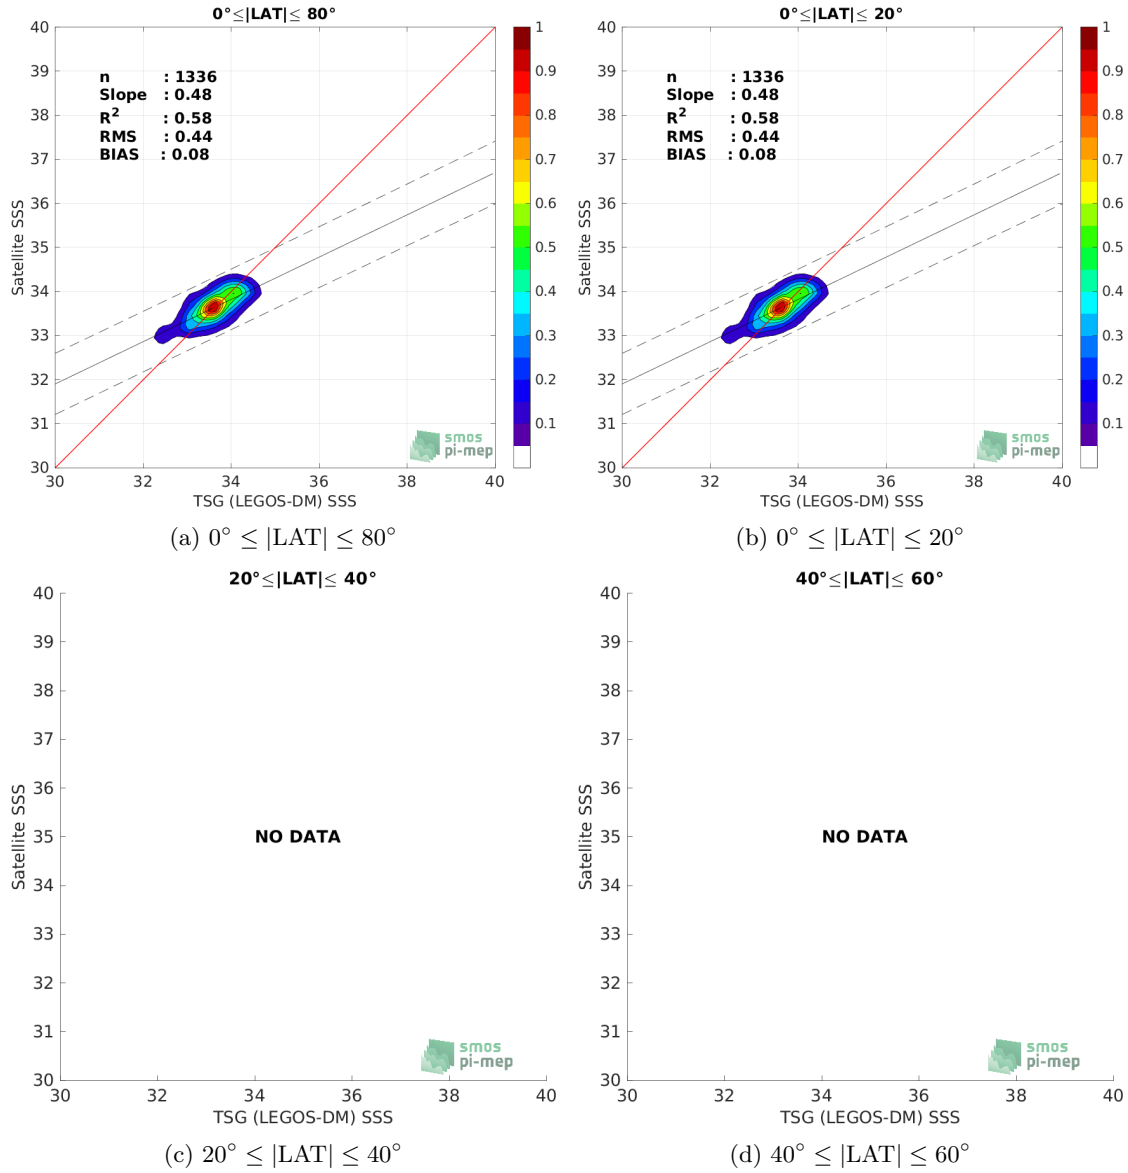 0°≤|LAT|≤ 80°
40
39
38
37
36
35
34
33
32
31
30
Satellite SSS
n : 1336
Slope : 0.48
R² : 0.58
RMS : 0.44
BIAS : 0.08
smos
pi-mep
30 32 34 36 38 40
TSG (LEGOS-DM) SSS
1
0.9
0.8
0.7
0.6
0.5
0.4
0.3
0.2
0.1
(a) 0° ≤ |LAT| ≤ 80°
0°≤|LAT|≤ 20°
40
39
38
37
36
35
34
33
32
31
30
Satellite SSS
n : 1336
Slope : 0.48
R² : 0.58
RMS : 0.44
BIAS : 0.08
smos
pi-mep
30 32 34 36 38 40
TSG (LEGOS-DM) SSS
1
0.9
0.8
0.7
0.6
0.5
0.4
0.3
0.2
0.1
(b) 0° ≤ |LAT| ≤ 20°
20°≤|LAT|≤ 40°
40
39
38
37
36
35
34
33
32
31
30
Satellite SSS
NO DATA
smos
pi-mep
30 32 34 36 38 40
TSG (LEGOS-DM) SSS
(c) 20° ≤ |LAT| ≤ 40°
40°≤|LAT|≤ 60°
40
39
38
37
36
35
34
33
32
31
30
Satellite SSS
NO DATA
smos
pi-mep
30 32 34 36 38 40
TSG (LEGOS-DM) SSS
(d) 40° ≤ |LAT| ≤ 60°